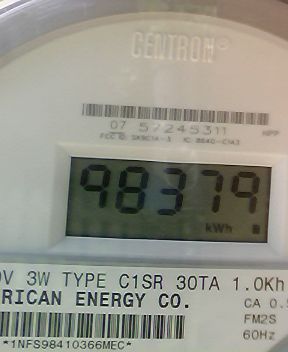 CENTRON®
07 57245311 HPP
98379
kWh
0V 3W TYPE C1SR 30TA 1.0Kh
RICAN ENERGY CO. CA 0.5
FM2S
60Hz
*1NFS98410366MEC*